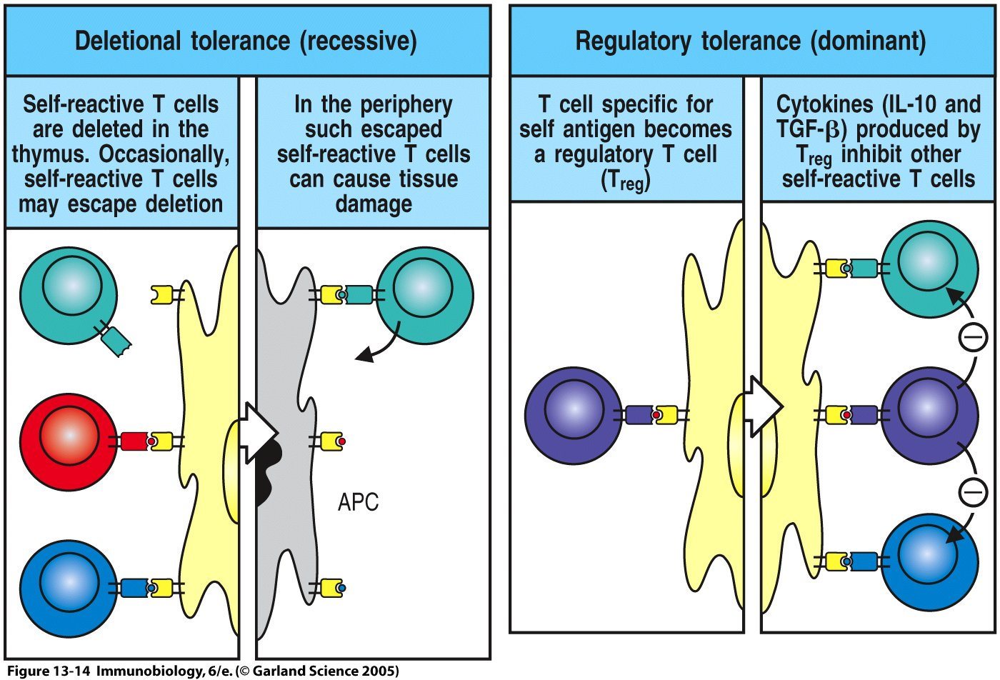 Deletional tolerance (recessive)
Self-reactive T cells
are deleted in the
thymus. Occasionally,
self-reactive T cells
may escape deletion
In the periphery
such escaped
self-reactive T cells
can cause tissue
damage
APC
Regulatory tolerance (dominant)
T cell specific for
self antigen becomes
a regulatory T cell
(Treg)
Cytokines (IL-10 and
TGF-β) produced by
Treg inhibit other
self-reactive T cells
−
−
Figure 13-14 Immunobiology, 6/e. (© Garland Science 2005)